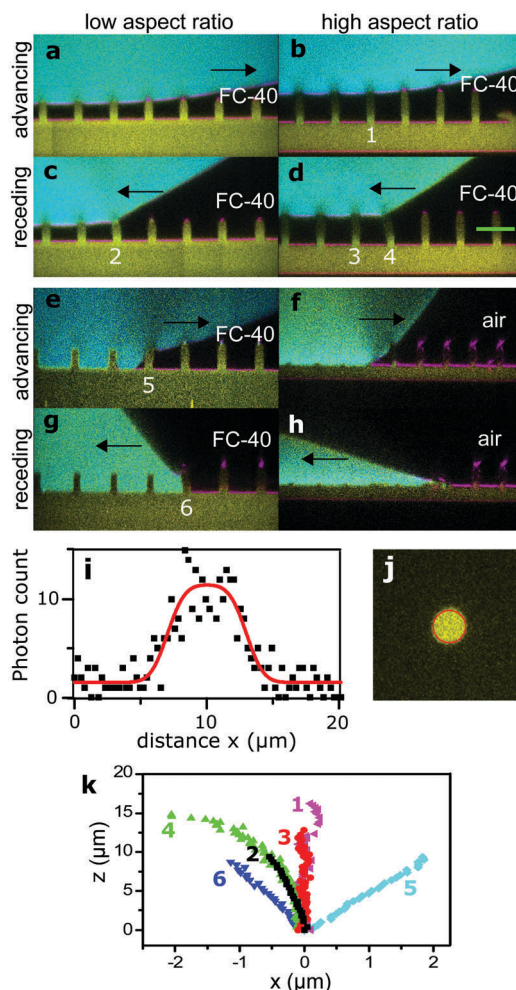 low aspect ratio
high aspect ratio
advancing
a
FC-40
b
FC-40
1
receding
c
FC-40
2
d
FC-40
3 4
advancing
e
FC-40
5
f
air
receding
g
FC-40
6
h
air
i
Photon count
10
0
0 10 20
distance x (µm)
j
k
z (µm)
20
15
10
5
0
1
3
4
2
6
5
-2 -1 0 1 2
x (µm)